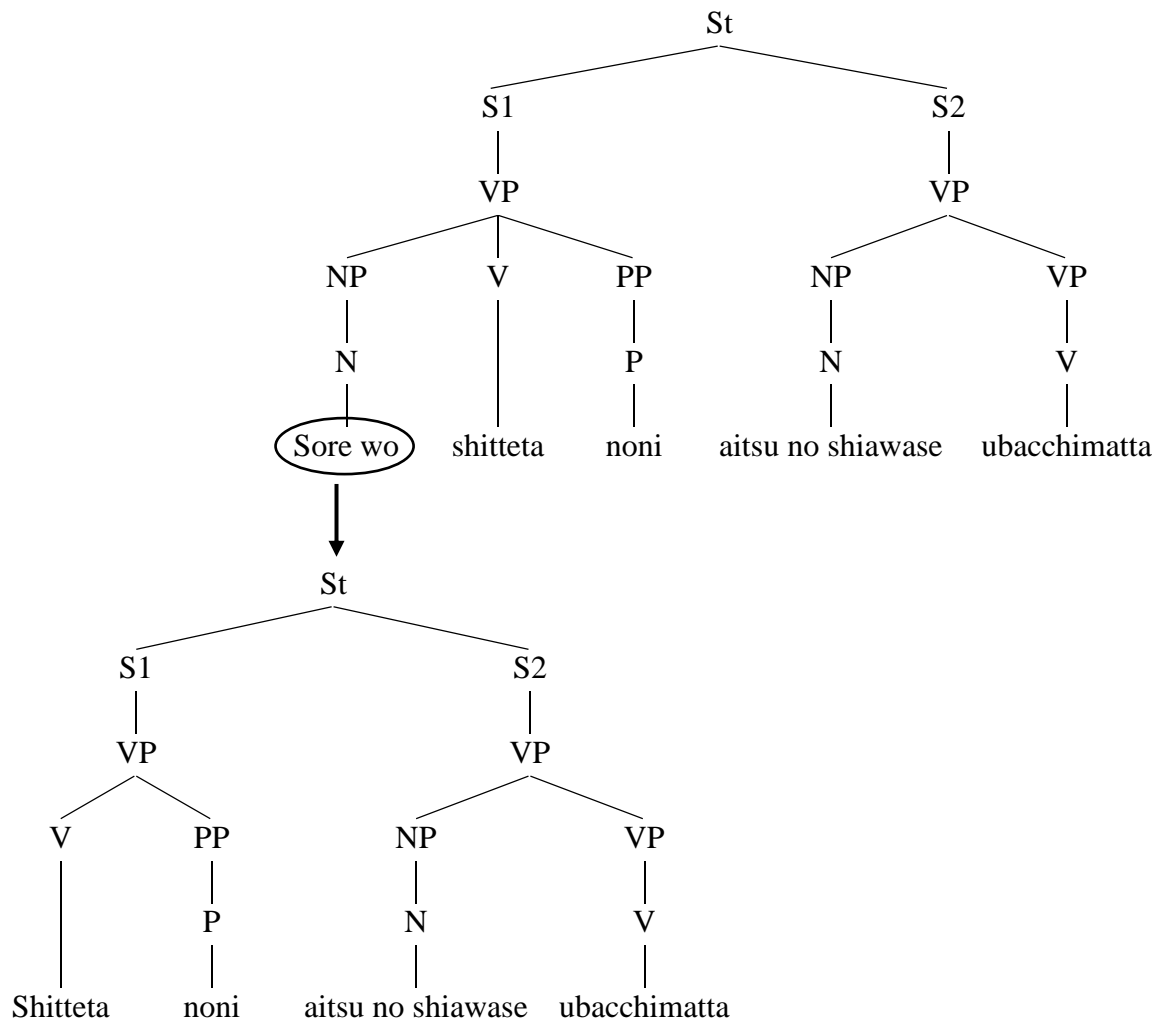 St
S1 S2
VP VP
NP V PP NP VP
N P N V
Sore wo shitteta noni aitsu no shiawase ubacchimatta
St
S1 S2
VP VP
V PP NP VP
P N V
Shitteta noni aitsu no shiawase ubacchimatta